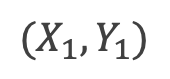 (X₁, Y₁)